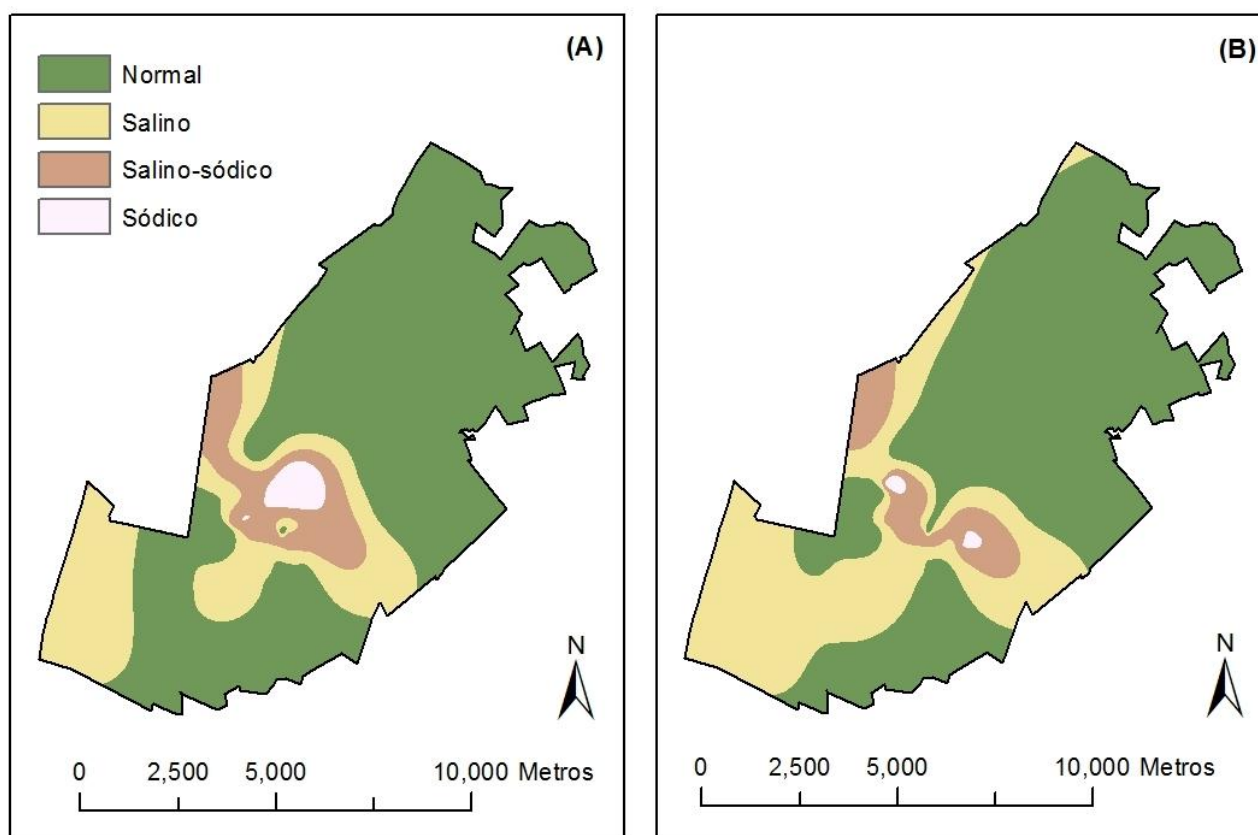 (A)
Normal
Salino
Salino-sódico
Sódico
N
0 2,500 5,000 10,000 Metros
(B)
N
0 2,500 5,000 10,000 Metros